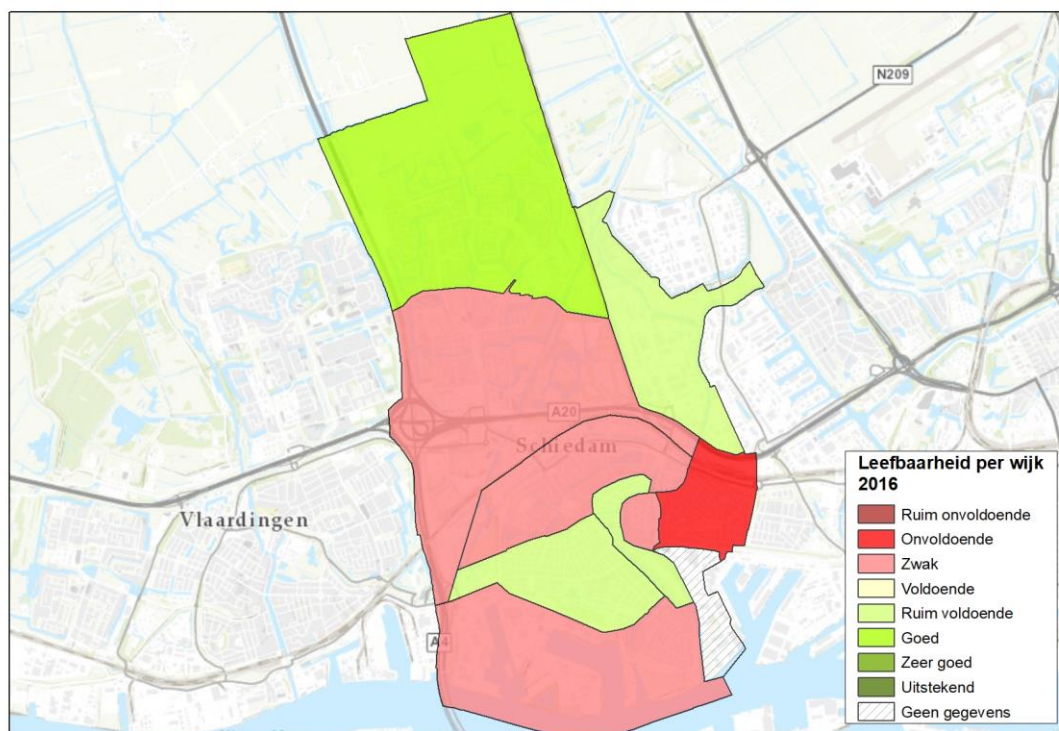 N209
A20
Schiedam
Vlaardingen
A4
Leefbaarheid per wijk
2016
Ruim onvoldoende
Onvoldoende
Zwak
Voldoende
Ruim voldoende
Goed
Zeer goed
Uitstekend
Geen gegevens